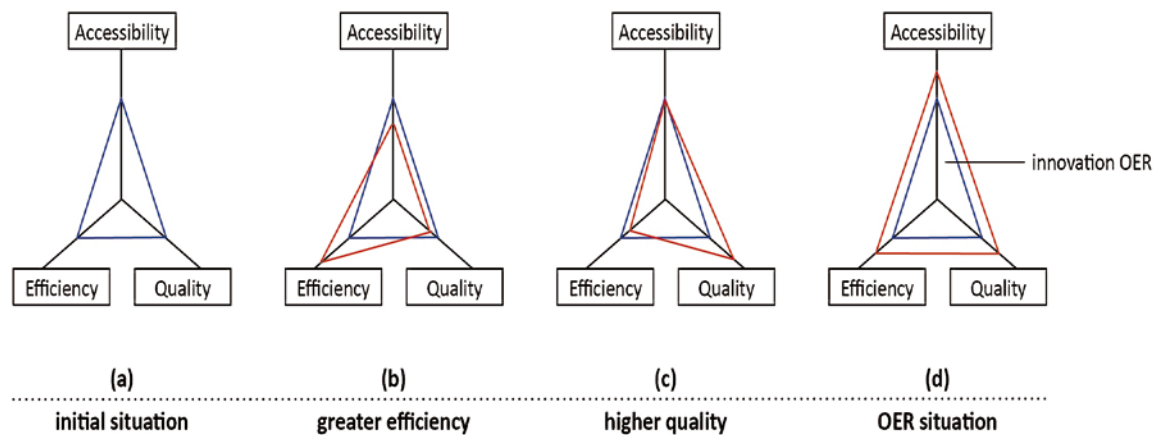 Accessibility
Accessibility
Accessibility
Accessibility
innovation OER
Efficiency
Quality
Efficiency
Quality
Efficiency
Quality
Efficiency
Quality
(a)
(b)
(c)
(d)
initial situation
greater efficiency
higher quality
OER situation